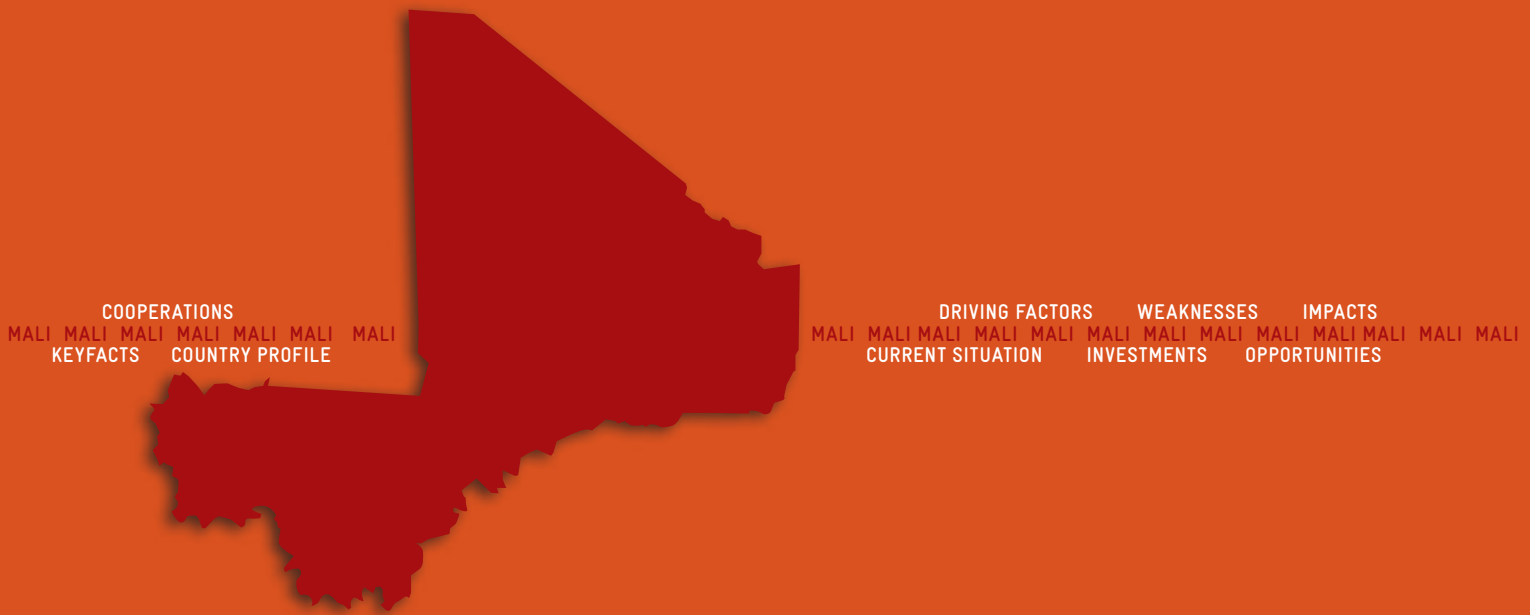 COOPERATIONS
MALI MALI MALI MALI MALI MALI MALI
KEYFACTS COUNTRY PROFILE
DRIVING FACTORS WEAKNESSES IMPACTS
MALI MALI MALI MALI MALI MALI MALI MALI MALI MALI MALI MALI MALI
CURRENT SITUATION INVESTMENTS OPPORTUNITIES